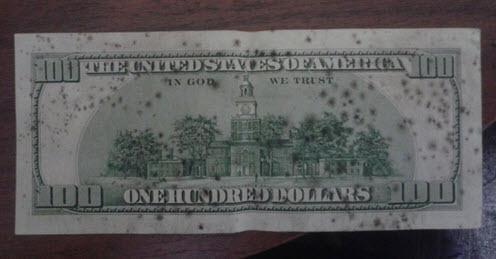 100 THE UNITED STATES OF AMERICA 100
IN GOD WE TRUST
100 ONE HUNDRED DOLLARS 100